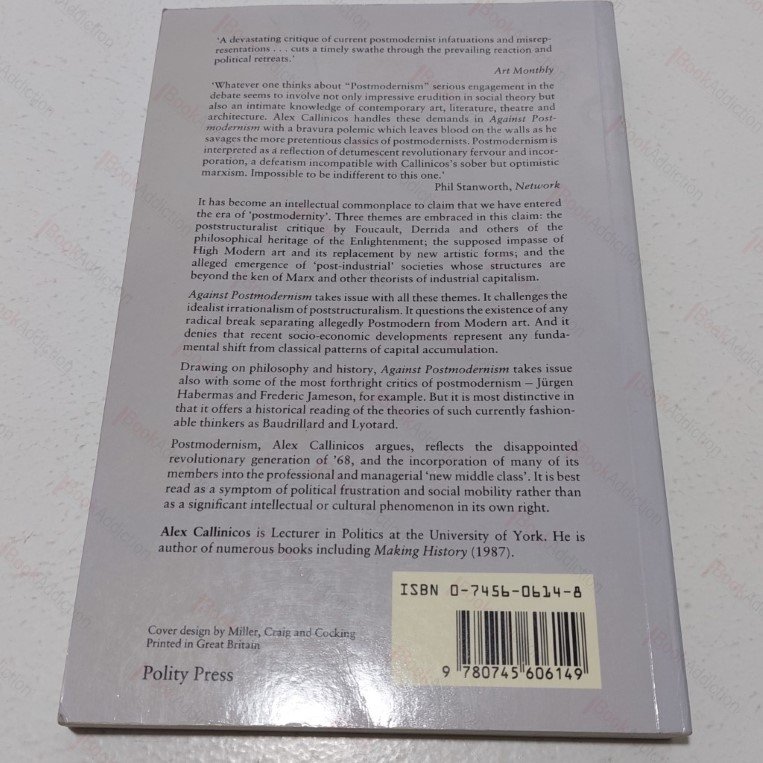 ‘A devastating critique of current postmodernist infatuations and misrep-
resentations . . . cuts a timely swathe through the prevailing reaction and
political retreats.’
Art Monthly
‘Whatever one thinks about “Postmodernism” serious engagement in the
debate seems to involve not only impressive erudition in social theory but
also an intimate knowledge of contemporary art, literature, theatre and
architecture. Alex Callinicos handles these demands in Against Post-
modernism with a bravura polemic which leaves blood on the walls as he
savages the more pretentious classics of postmodernists. Postmodernism is
interpreted as a reflection of detumescent revolutionary fervour and incor-
poration, a defeatism incompatible with Callinicos's sober but optimistic
marxism. Impossible to be indifferent to this one.’
Phil Stanworth, Network
It has become an intellectual commonplace to claim that we have entered
the era of ‘postmodernity’. Three themes are embraced in this claim: the
poststructuralist critique by Foucault, Derrida and others of the
philosophical heritage of the Enlightenment; the supposed impasse of
High Modern art and its replacement by new artistic forms; and the
alleged emergence of ‘post-industrial’ societies whose structures are
beyond the ken of Marx and other theorists of industrial capitalism.
Against Postmodernism takes issue with all these themes. It challenges the
idealist irrationalism of poststructuralism. It questions the existence of any
radical break separating allegedly Postmodern from Modern art. And it
denies that recent socio-economic developments represent any funda-
mental shift from classical patterns of capital accumulation.
Drawing on philosophy and history, Against Postmodernism takes issue
also with some of the most forthright critics of postmodernism – Jürgen
Habermas and Frederic Jameson, for example. But it is most distinctive in
that it offers a historical reading of the theories of such currently fashion-
able thinkers as Baudrillard and Lyotard.
Postmodernism, Alex Callinicos argues, reflects the disappointed
revolutionary generation of ’68, and the incorporation of many of its
members into the professional and managerial ‘new middle class’. It is best
read as a symptom of political frustration and social mobility rather than
as a significant intellectual or cultural phenomenon in its own right.
Alex Callinicos is Lecturer in Politics at the University of York. He is
author of numerous books including Making History (1987).
ISBN 0-7456-0614-8
9 780745 606149
Cover design by Miller, Craig and Cocking
Printed in Great Britain
Polity Press
BookAddiction